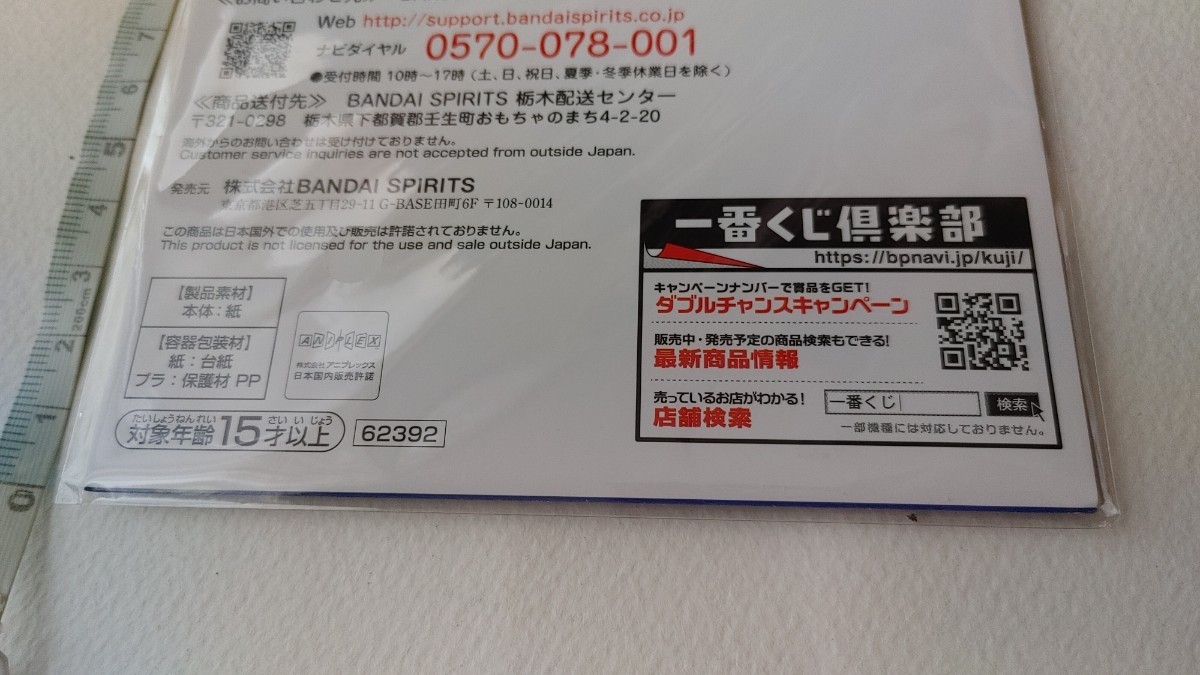 Web http://support.bandaispirits.co.jp
ナビダイヤル 0570-078-001
●受付時間 10時～17時(土、日、祝日、夏季・冬季休業日を除く)
≪商品送付先≫ BANDAI SPIRITS 栃木配送センター
〒321-0298 栃木県下都賀郡壬生町おもちゃのまち4-2-20
海外からのお問い合わせは受け付けておりません。
Customer service inquiries are not accepted from outside Japan.
発売元 株式会社BANDAI SPIRITS
東京都港区芝五丁目29-11 G-BASE田町6F 〒108-0014
この商品は日本国外での使用及び販売は許諾されておりません。
This product is not licensed for the use and sale outside Japan.
【製品素材】
本体：紙
【容器包装材】
紙：台紙
プラ：保護材 PP
ANIPLEX
株式会社アニプレックス
日本国内販売許諾
たいしょうねんれい さい いじょう
対象年齢15才以上
62392
一番くじ倶楽部
https://bpnavi.jp/kuji/
キャンペーンナンバーで賞品をGET!
ダブルチャンスキャンペーン
販売中・発売予定の商品検索もできる!
最新商品情報
売っているお店がわかる!
店舗検索
一番くじ 検索
一部機種には対応しておりません。
7
6
5
4
3
200cm
2
1
0